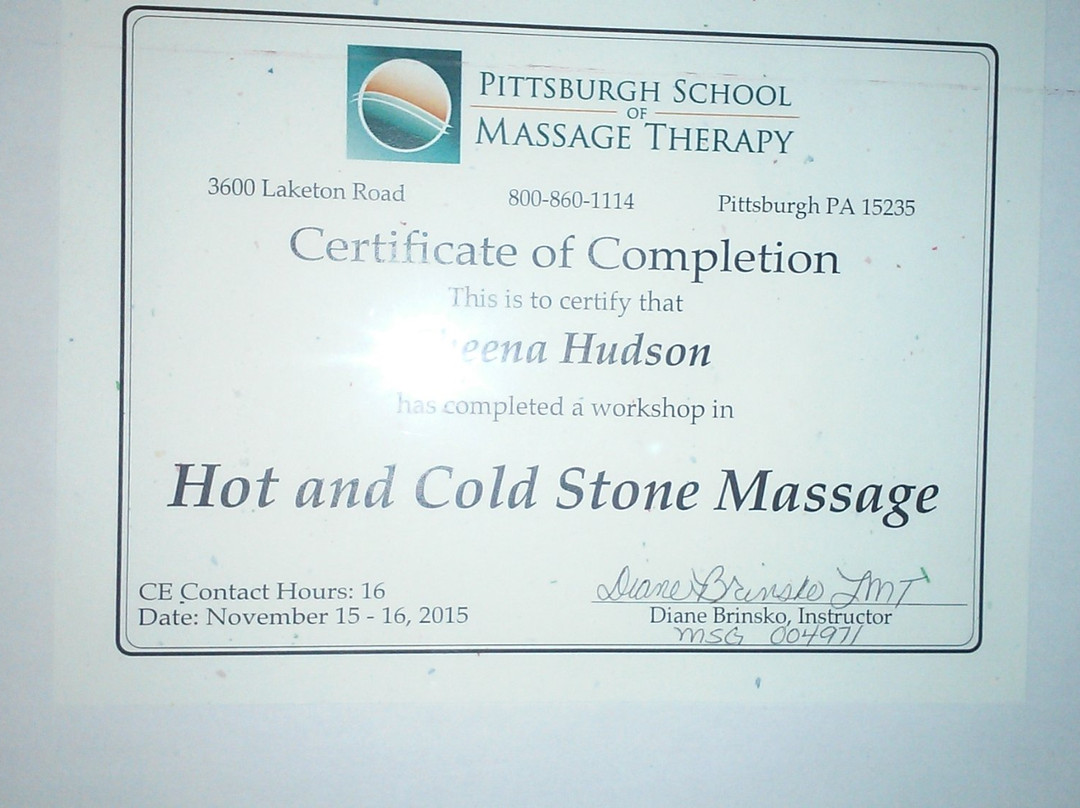 PITTSBURGH SCHOOL
OF
MASSAGE THERAPY
3600 Laketon Road 800-860-1114 Pittsburgh PA 15235
Certificate of Completion
This is to certify that
Hudson
has completed a workshop in
Hot and Cold Stone Massage
CE Contact Hours: 16
Date: November 15 - 16, 2015
Diane Brinsko LMT
Diane Brinsko, Instructor
MSG 004971